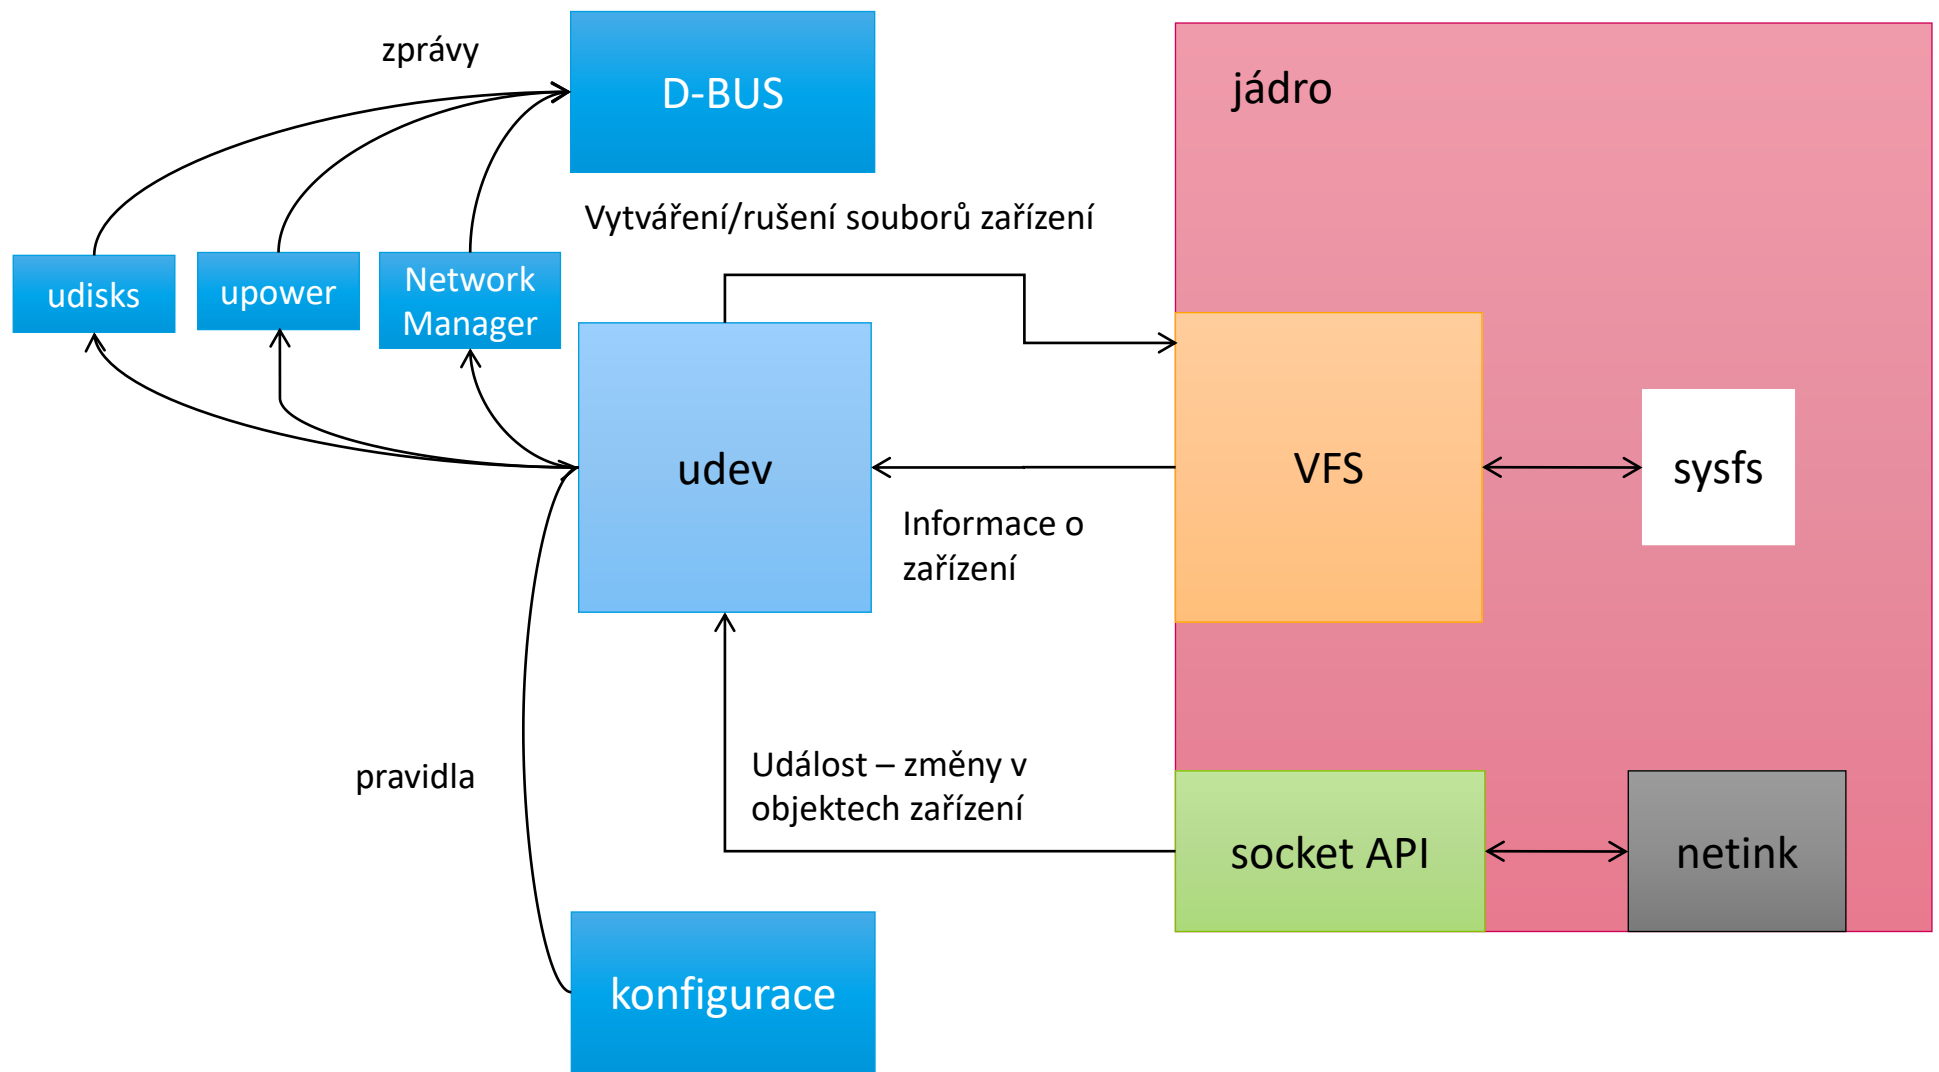 zprávy
D-BUS
jádro
Vytváření/rušení souborů zařízení
udisks
upower
Network
Manager
udev
VFS
sysfs
Informace o
zařízení
pravidla
Událost – změny v
objektech zařízení
socket API
netink
konfigurace